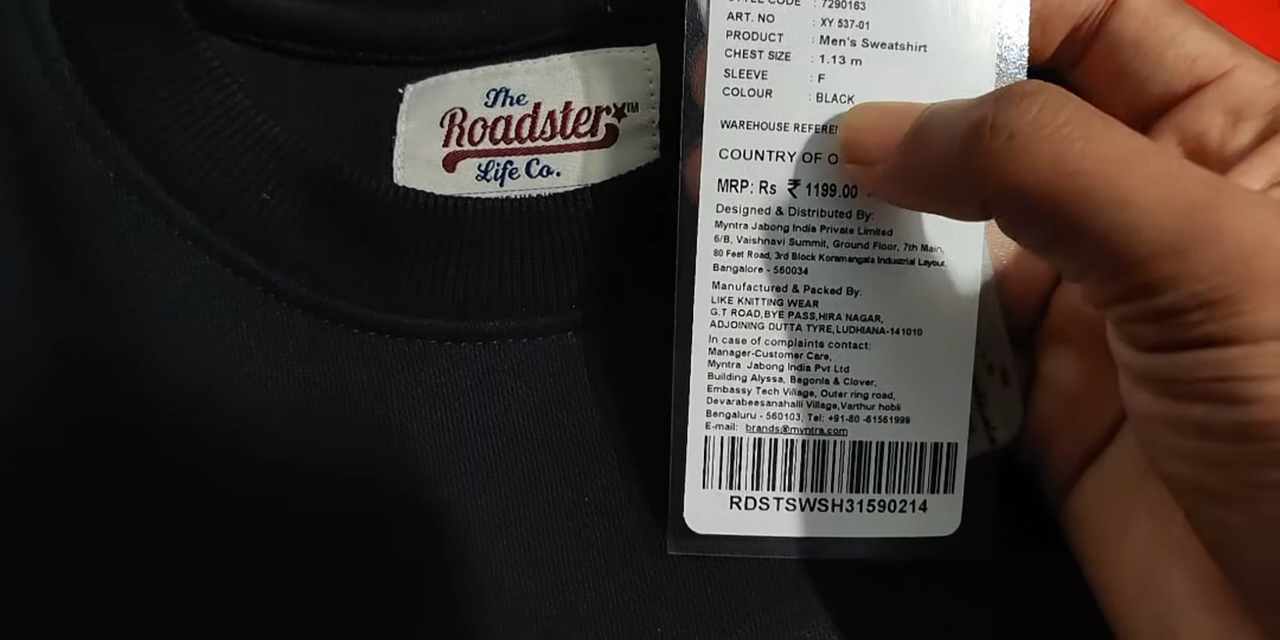 The
Roadster™
Life Co.
STYLE CODE : 7290163
ART. NO : XY 537-01
PRODUCT : Men's Sweatshirt
CHEST SIZE : 1.13 m
SLEEVE : F
COLOUR : BLACK
WAREHOUSE
COUNTRY OF
MRP: Rs ₹ 1199.00
Designed & Distributed By:
Myntra Jabong India Private Limited
6/B, Vaishnavi Summit, Ground Floor, 7th Main,
80 Feet Road, 3rd Block Koramangala Industrial Layout,
Bangalore - 560034
Manufactured & Packed By:
LIKE KNITTING WEAR
G.T ROAD,BYE PASS,HIRA NAGAR,
ADJOINING DUTTA TYRE,LUDHIANA-141010
In case of complaints contact:
Manager-Customer Care,
Myntra Jabong India Pvt Ltd
Building Alyssa, Begonia & Clover,
Embassy Tech Village, Outer ring road,
Devarabeesanahalli Village,Varthur hobli
Bengaluru - 560103, Tel: +91-80 -61561999
E-mail: brands@myntra.com
RDSTSWSH31590214